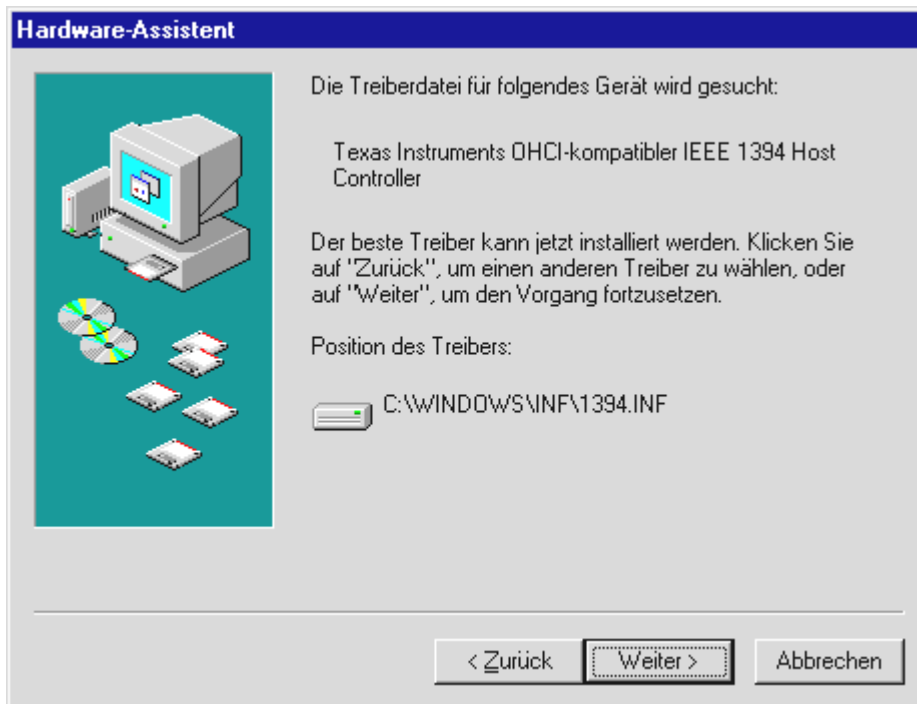 Hardware-Assistent
Die Treiberdatei für folgendes Gerät wird gesucht:
Texas Instruments OHCI-kompatibler IEEE 1394 Host
Controller
Der beste Treiber kann jetzt installiert werden. Klicken Sie
auf "Zurück", um einen anderen Treiber zu wählen, oder
auf "Weiter", um den Vorgang fortzusetzen.
Position des Treibers:
C:\WINDOWS\INF\1394.INF
< Zurück
Weiter >
Abbrechen